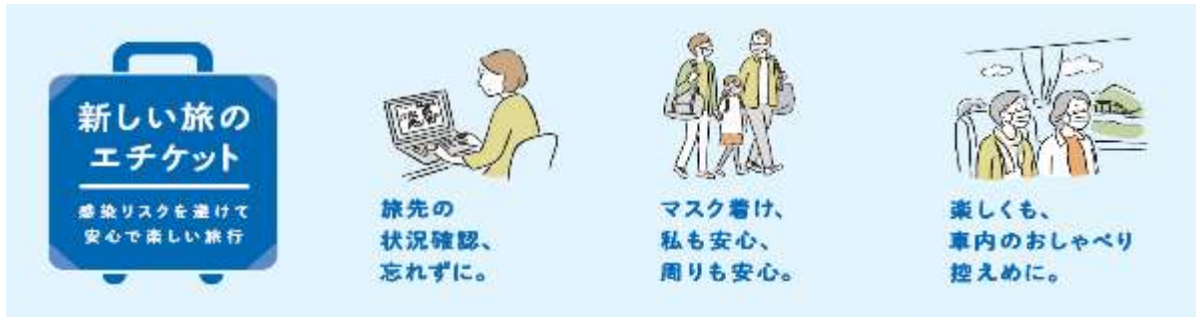 新しい旅の
エチケット
感染リスクを避けて
安心で楽しい旅行
旅先の
状況確認、
忘れずに。
マスク着け、
私も安心、
周りも安心。
楽しくも、
車内のおしゃべり
控えめに。